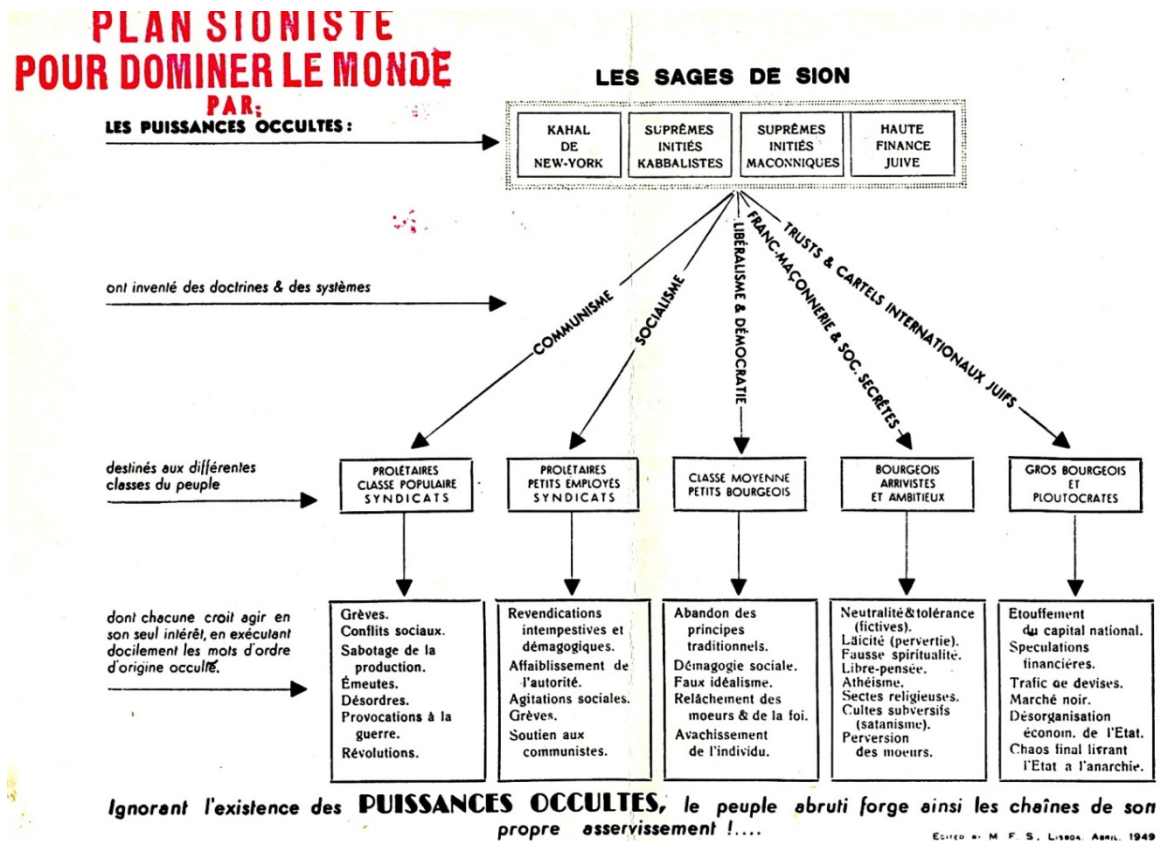 PLAN SIONISTE
POUR DOMINER LE MONDE
PAR;
LES PUISSANCES OCCULTES :
LES SAGES DE SION
KAHAL
DE
NEW-YORK
SUPRÊMES
INITIÉS
KABBALISTES
SUPRÊMES
INITIÉS
MACONNIQUES
HAUTE
FINANCE
JUIVE
ont inventé des doctrines & des systèmes
COMMUNISME
SOCIALISME
LIBÉRALISME & DÉMOCRATIE
FRANC-MAÇONNERIE & SOC. SECRÈTES
TRUSTS & CARTELS INTERNATIONAUX JUIFS
destinés aux différentes
classes du peuple
PROLÉTAIRES
CLASSE POPULAIRE
SYNDICATS
PROLÉTAIRES
PETITS EMPLOYÉS
SYNDICATS
CLASSE MOYENNE
PETITS BOURGEOIS
BOURGEOIS
ARRIVISTES
ET AMBITIEUX
GROS BOURGEOIS
ET
PLOUTOCRATES
dont chacune croit agir en
son seul intérêt, en exécutant
docilement les mots d'ordre
d'origine occulte.
Grèves.
Conflits sociaux.
Sabotage de la
production.
Émeutes.
Désordres.
Provocations à la
guerre.
Révolutions.
Revendications
intempestives et
démagogiques.
Affaiblissement de
l'autorité.
Agitations sociales.
Grèves.
Soutien aux
communistes.
Abandon des
principes
traditionnels.
Démagogie sociale.
Faux idéalisme.
Relâchement des
moeurs & de la foi.
Avachissement
de l'individu.
Neutralité & tolérance
(fictives).
Läicité (pervertie).
Fausse spiritualité.
Libre-pensée.
Athéisme.
Sectes religieuses.
Cultes subversifs
(satanisme).
Perversion
des moeurs.
Etouffement
du capital national.
Speculations
financiéres.
Trafic de devises.
Marché noir.
Désorganisation
économ. de l'Etat.
Chaos final livrant
l'Etat a l'anarchie.
Ignorant l'existence des PUISSANCES OCCULTES, le peuple abruti forge ainsi les chaînes de son
propre asservissement !....
M. F. S. LISBOA. ABRIL. 1949